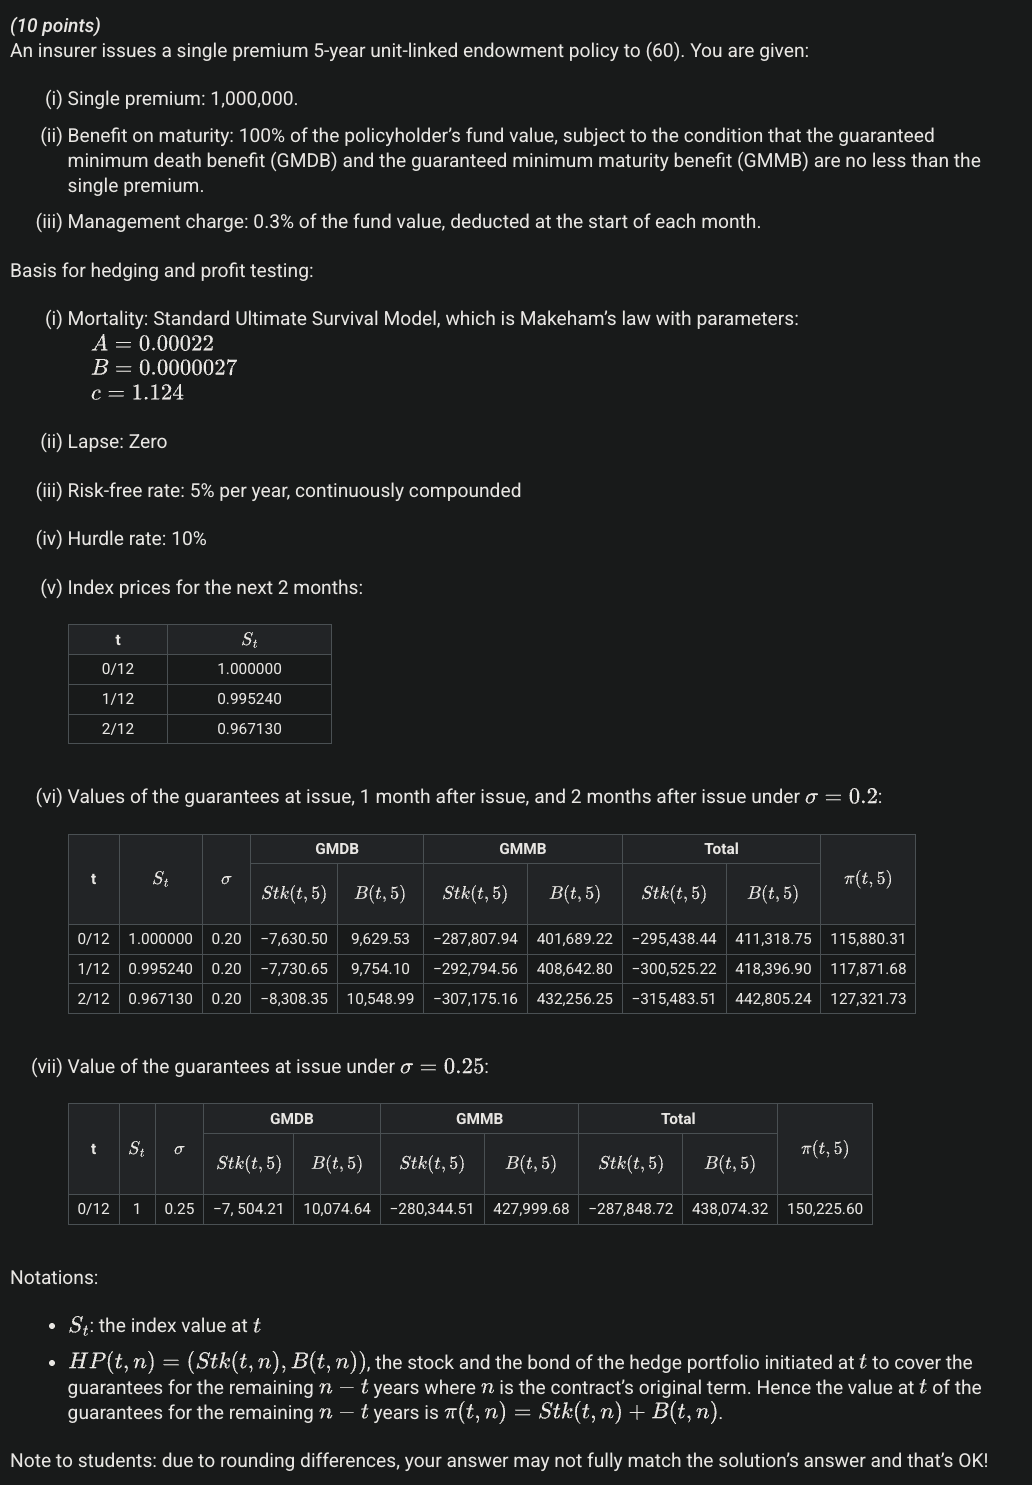 (10 points)
An insurer issues a single premium 5-year unit-linked endowment policy to (60). You are given:
(i) Single premium: 1,000,000.
(ii) Benefit on maturity: 100% of the policyholder's fund value, subject to the condition that the guaranteed
minimum death benefit (GMDB) and the guaranteed minimum maturity benefit (GMMB) are no less than the
single premium.
(iii) Management charge: 0.3% of the fund value, deducted at the start of each month.
Basis for hedging and profit testing:
(i) Mortality: Standard Ultimate Survival Model, which is Makeham's law with parameters:
A = 0.00022
B = 0.0000027
c = 1.124
(ii) Lapse: Zero
(iii) Risk-free rate: 5% per year, continuously compounded
(iv) Hurdle rate: 10%
(v) Index prices for the next 2 months:
t S_t
0/12 1.000000
1/12 0.995240
2/12 0.967130
(vi) Values of the guarantees at issue, 1 month after issue, and 2 months after issue under σ = 0.2:
GMDB GMMB Total
t S_t σ π(t, 5)
Stk(t, 5) B(t, 5) Stk(t, 5) B(t, 5) Stk(t, 5) B(t, 5)
0/12 1.000000 0.20 −7,630.50 9,629.53 −287,807.94 401,689.22 −295,438.44 411,318.75 115,880.31
1/12 0.995240 0.20 −7,730.65 9,754.10 −292,794.56 408,642.80 −300,525.22 418,396.90 117,871.68
2/12 0.967130 0.20 −8,308.35 10,548.99 −307,175.16 432,256.25 −315,483.51 442,805.24 127,321.73
(vii) Value of the guarantees at issue under σ = 0.25:
GMDB GMMB Total
t S_t σ π(t, 5)
Stk(t, 5) B(t, 5) Stk(t, 5) B(t, 5) Stk(t, 5) B(t, 5)
0/12 1 0.25 −7, 504.21 10,074.64 −280,344.51 427,999.68 −287,848.72 438,074.32 150,225.60
Notations:
• S_t: the index value at t
• HP(t, n) = (Stk(t, n), B(t, n)), the stock and the bond of the hedge portfolio initiated at t to cover the
guarantees for the remaining n − t years where n is the contract's original term. Hence the value at t of the
guarantees for the remaining n − t years is π(t, n) = Stk(t, n) + B(t, n).
Note to students: due to rounding differences, your answer may not fully match the solution's answer and that's OK!